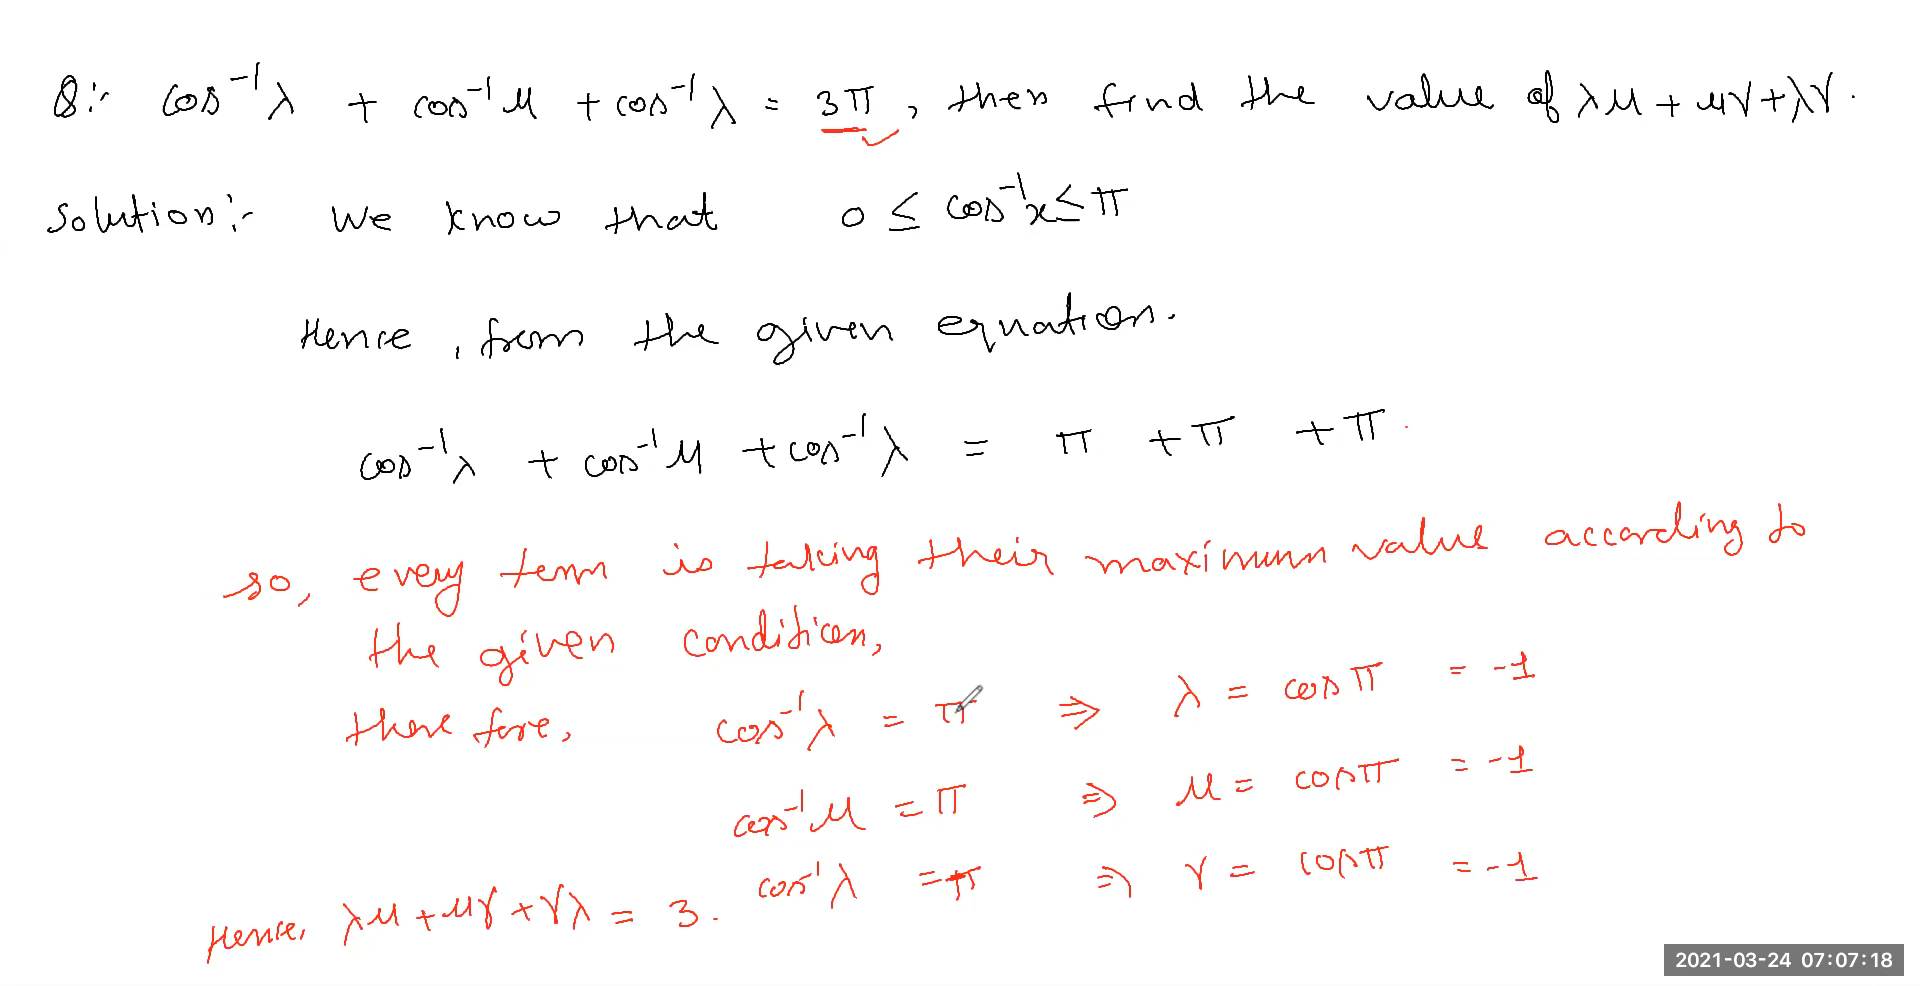 Q:- cos⁻¹λ + cos⁻¹μ + cos⁻¹λ = 3π, then find the value of λμ + μγ + λγ.
Solution:- We know that 0 ≤ cos⁻¹x ≤ π
Hence, from the given equation.
cos⁻¹λ + cos⁻¹μ + cos⁻¹λ = π + π + π.
so, every term is taking their maximum value according to
the given condition,
therefore, cos⁻¹λ = π ⇒ λ = cos π = -1
cos⁻¹μ = π ⇒ μ = cos π = -1
cos⁻¹λ = π ⇒ γ = cos π = -1
Hence, λμ + μγ + γλ = 3.
2021-03-24 07:07:18